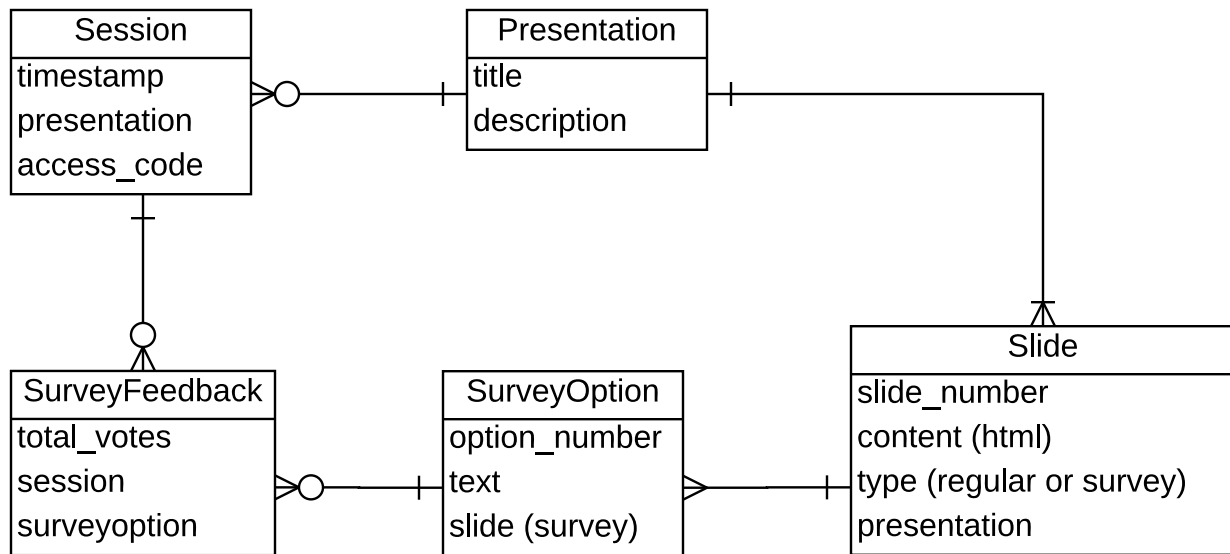 Session
timestamp
presentation
access_code
Presentation
title
description
SurveyFeedback
total_votes
session
surveyoption
SurveyOption
option_number
text
slide (survey)
Slide
slide_number
content (html)
type (regular or survey)
presentation